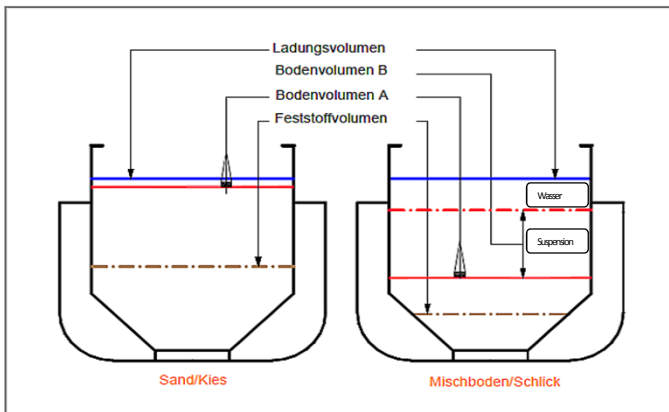 Ladungsvolumen
Bodenvolumen B
Bodenvolumen A
Feststoffvolumen
Wasser
Suspension
Sand/Kies
Mischboden/Schlick